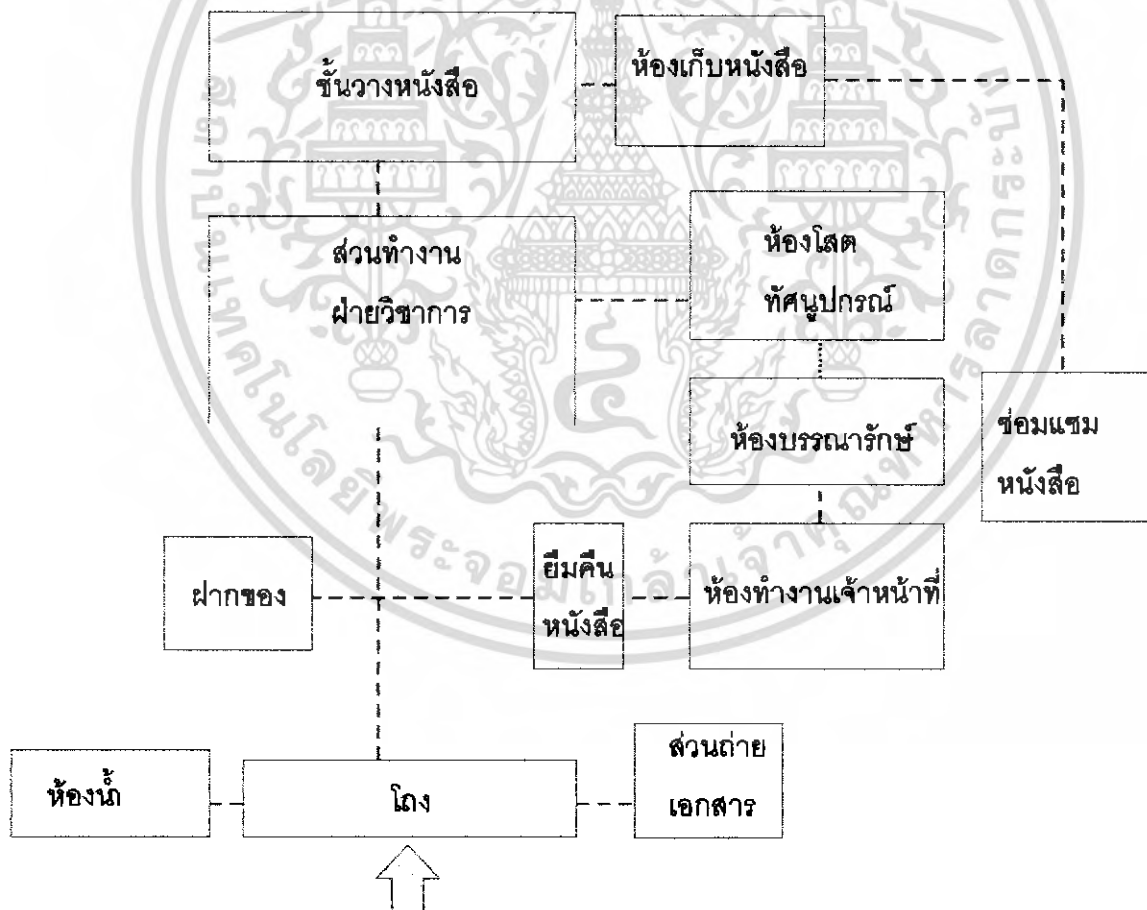 ชั้นวางหนังสือ
ห้องเก็บหนังสือ
ส่วนทำงาน
ฝ่ายวิชาการ
ห้องโสต
ทัศนูปกรณ์
ห้องบรรณารักษ์
ซ่อมแซม
หนังสือ
ฝากของ
ยืมคืน
หนังสือ
ห้องทำงานเจ้าหน้าที่
ห้องน้ำ
โถง
ส่วนถ่าย
เอกสาร